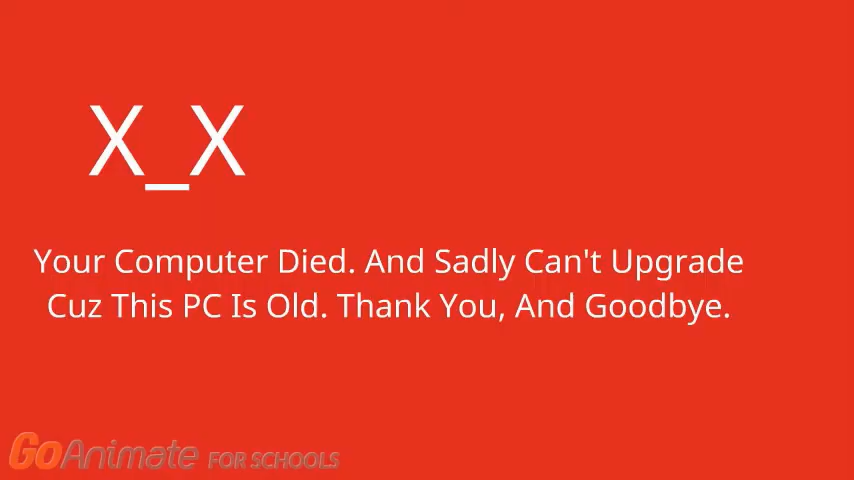 X_X
Your Computer Died. And Sadly Can't Upgrade
Cuz This PC Is Old. Thank You, And Goodbye.
GoAnimate FOR SCHOOLS